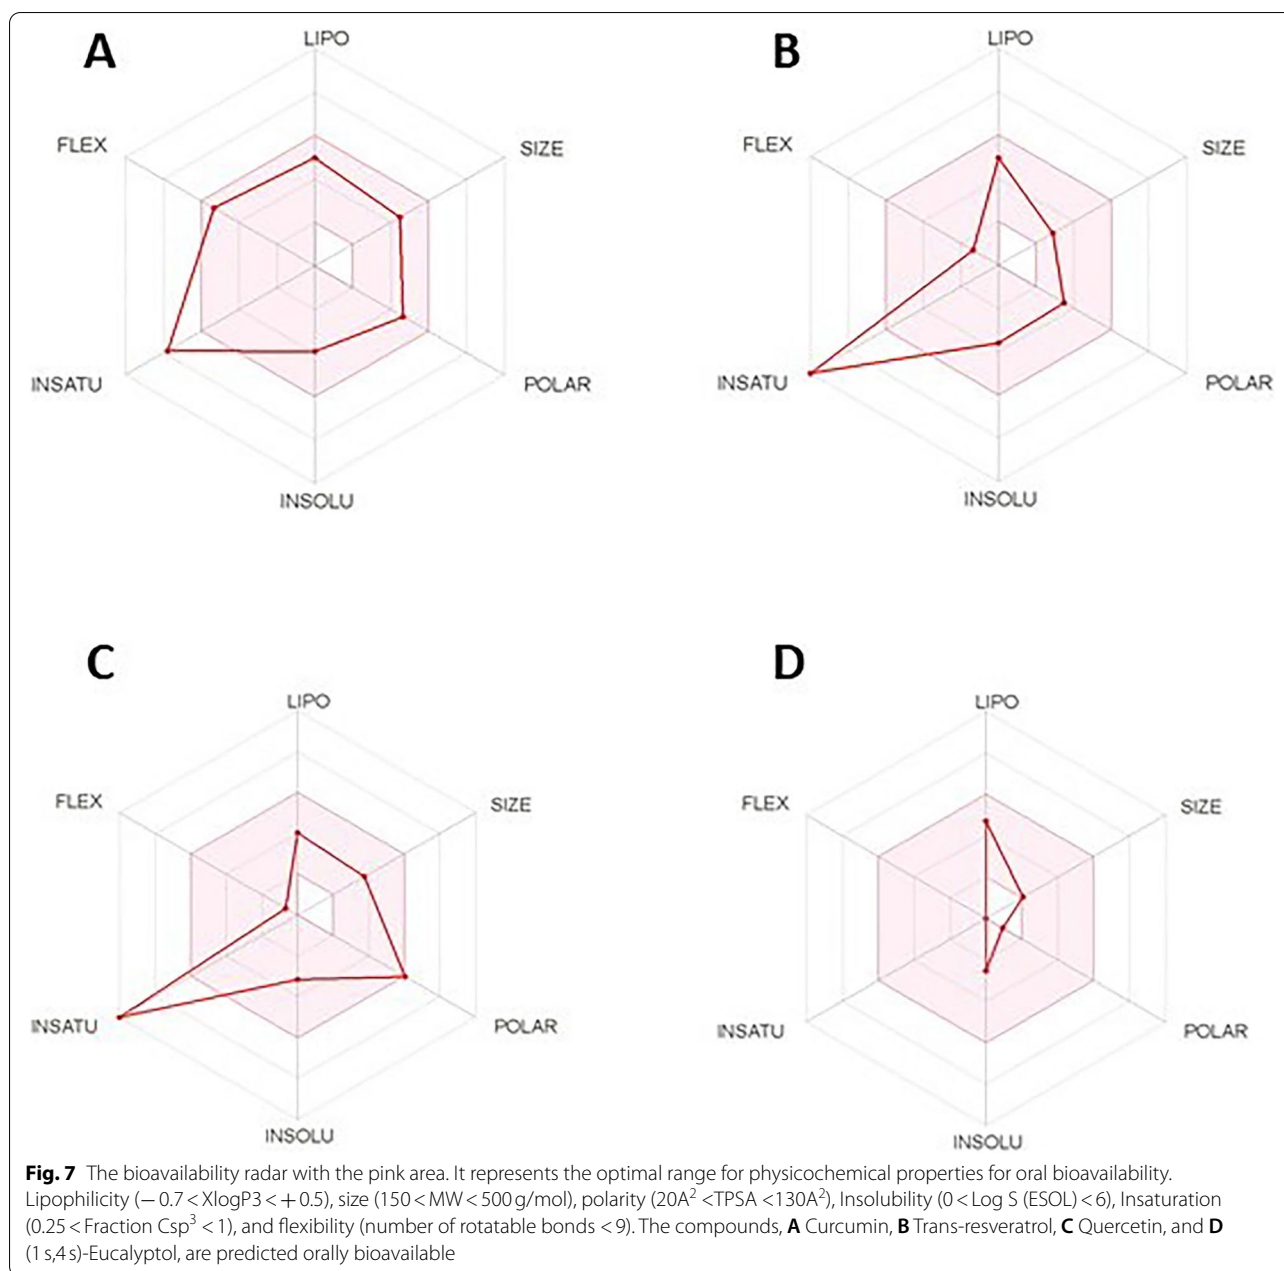 A
LIPO
FLEX
SIZE
INSATU
POLAR
INSOLU
B
LIPO
FLEX
SIZE
INSATU
POLAR
INSOLU
C
LIPO
FLEX
SIZE
INSATU
POLAR
INSOLU
D
LIPO
FLEX
SIZE
INSATU
POLAR
INSOLU
Fig. 7 The bioavailability radar with the pink area. It represents the optimal range for physicochemical properties for oral bioavailability.
Lipophilicity (− 0.7 < XlogP3 < + 0.5), size (150 < MW < 500 g/mol), polarity (20A² <TPSA <130A²), Insolubility (0 < Log S (ESOL) < 6), Insaturation
(0.25 < Fraction Csp³ < 1), and flexibility (number of rotatable bonds < 9). The compounds, A Curcumin, B Trans-resveratrol, C Quercetin, and D
(1 s,4 s)-Eucalyptol, are predicted orally bioavailable